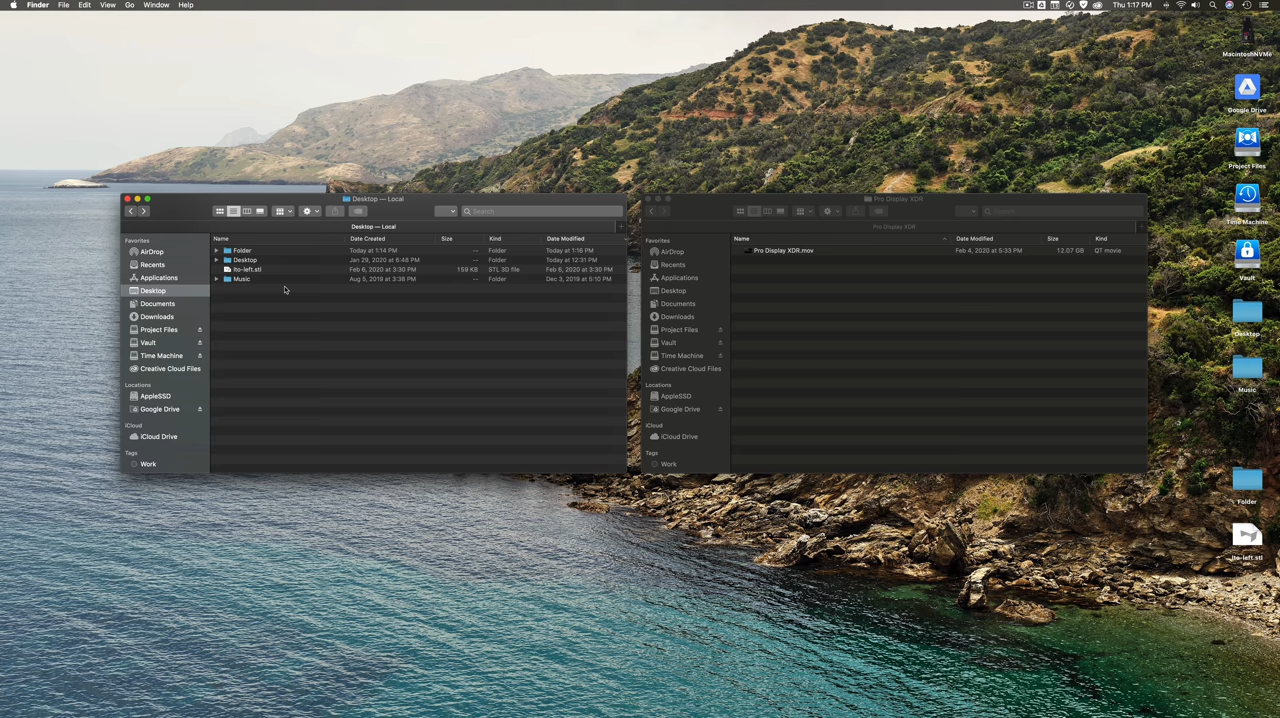 Finder File Edit View Go Window Help
Thu 1:17 PM
Desktop — Local
Search
Desktop — Local
Favorites
AirDrop
Recents
Applications
Desktop
Documents
Downloads
Project Files
Vault
Time Machine
Creative Cloud Files
Locations
AppleSSD
Google Drive
iCloud
iCloud Drive
Tags
Work
Name Date Created Size Kind Date Modified
Folder Today at 1:14 PM -- Folder Today at 1:16 PM
Desktop Jan 29, 2020 at 6:48 PM -- Folder Today at 12:31 PM
lto-left.stl Feb 6, 2020 at 3:30 PM 159 KB STL 3D file Feb 6, 2020 at 3:30 PM
Music Aug 5, 2019 at 3:38 PM -- Folder Dec 3, 2019 at 5:10 PM
Pro Display XDR
Search
Pro Display XDR
Favorites
AirDrop
Recents
Applications
Desktop
Documents
Downloads
Project Files
Vault
Time Machine
Creative Cloud Files
Locations
AppleSSD
Google Drive
iCloud
iCloud Drive
Tags
Work
Name Date Modified Size Kind
Pro Display XDR.mov Feb 4, 2020 at 5:33 PM 12.07 GB QT movie
MacintoshNVMe
Google Drive
Project Files
Time Machine
Vault
Desktop
Music
Folder
lto-left.stl